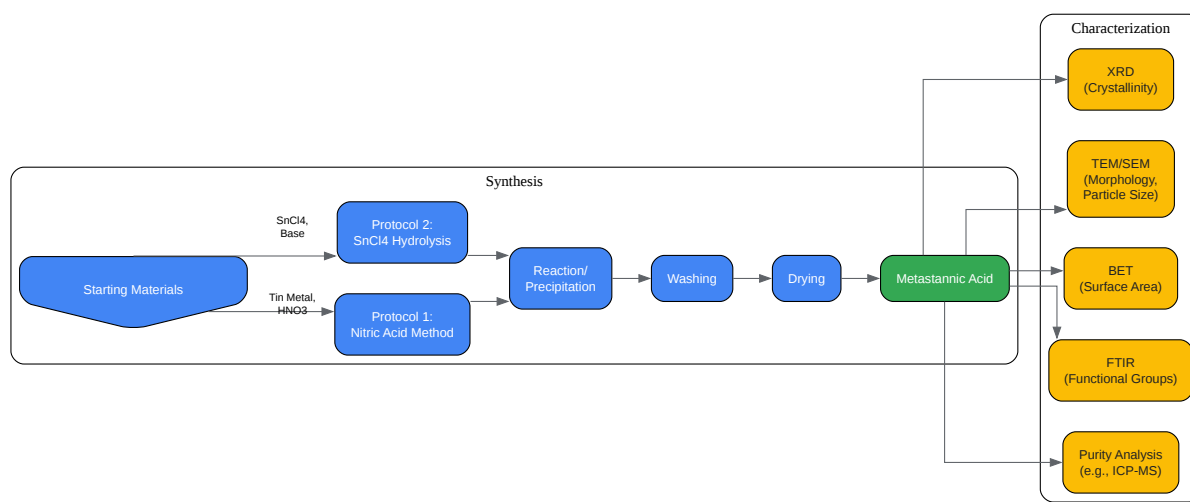 Synthesis
Starting Materials
SnCl4,
Base
Tin Metal,
HNO3
Protocol 2:
SnCl4 Hydrolysis
Protocol 1:
Nitric Acid Method
Reaction/
Precipitation
Washing
Drying
Metastannic Acid
Characterization
XRD
(Crystallinity)
TEM/SEM
(Morphology,
Particle Size)
BET
(Surface Area)
FTIR
(Functional Groups)
Purity Analysis
(e.g., ICP-MS)